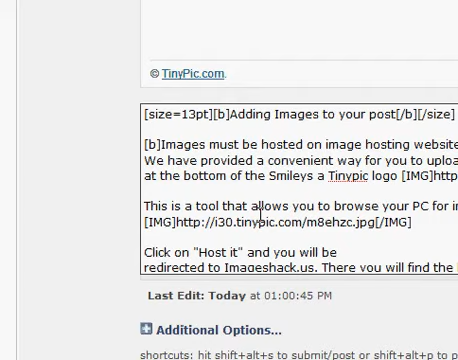 © TinyPic.com.
[size=13pt][b]Adding Images to your post[/b][/size]
[b]Images must be hosted on image hosting website
We have provided a convenient way for you to uploa
at the bottom of the Smileys a Tinypic logo [IMG]http
This is a tool that allows you to browse your PC for i
[IMG]http://i30.tinypic.com/m8ehzc.jpg[/IMG]
Click on "Host it" and you will be
redirected to Imageshack.us. There you will find the
Last Edit: Today at 01:00:45 PM
Additional Options...
shortcuts: hit shift+alt+s to submit/post or shift+alt+p to p